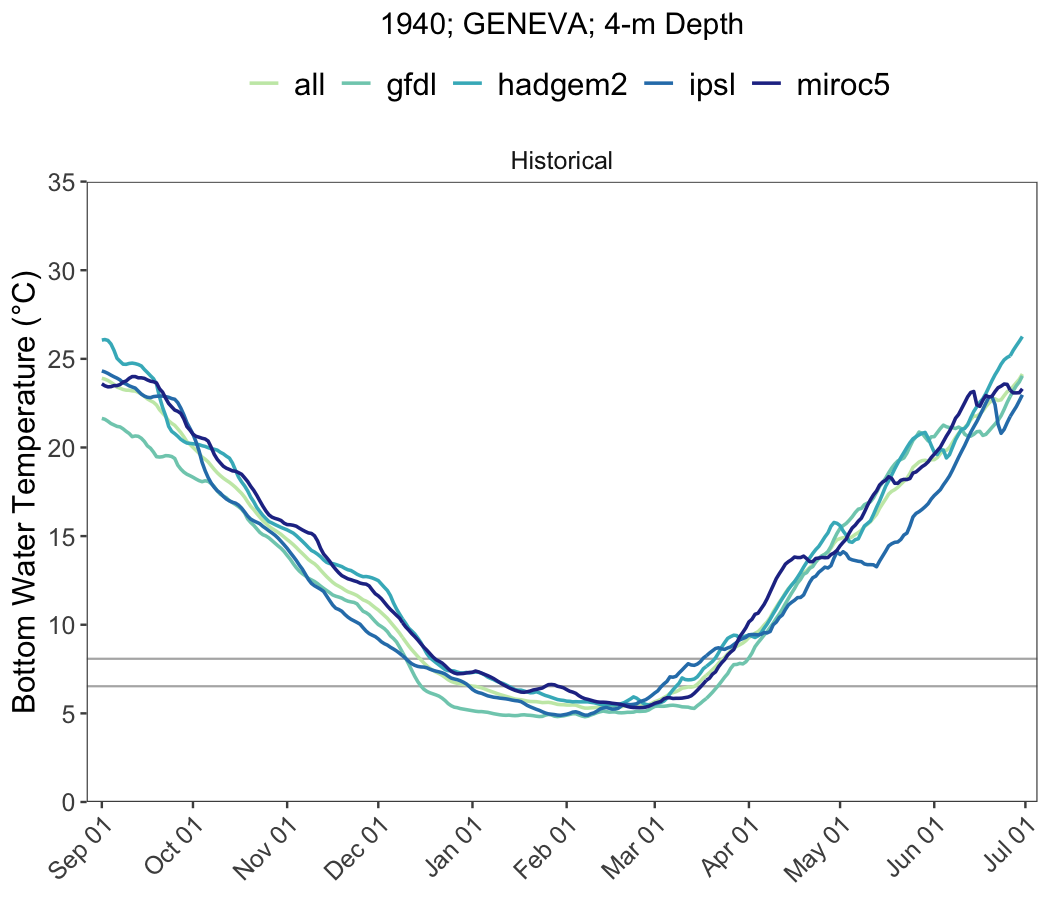 1940; GENEVA; 4-m Depth
all gfdl hadgem2 ipsl miroc5
Historical
Bottom Water Temperature (°C)
35
30
25
20
15
10
5
0
Sep 01 Oct 01 Nov 01 Dec 01 Jan 01 Feb 01 Mar 01 Apr 01 May 01 Jun 01 Jul 01